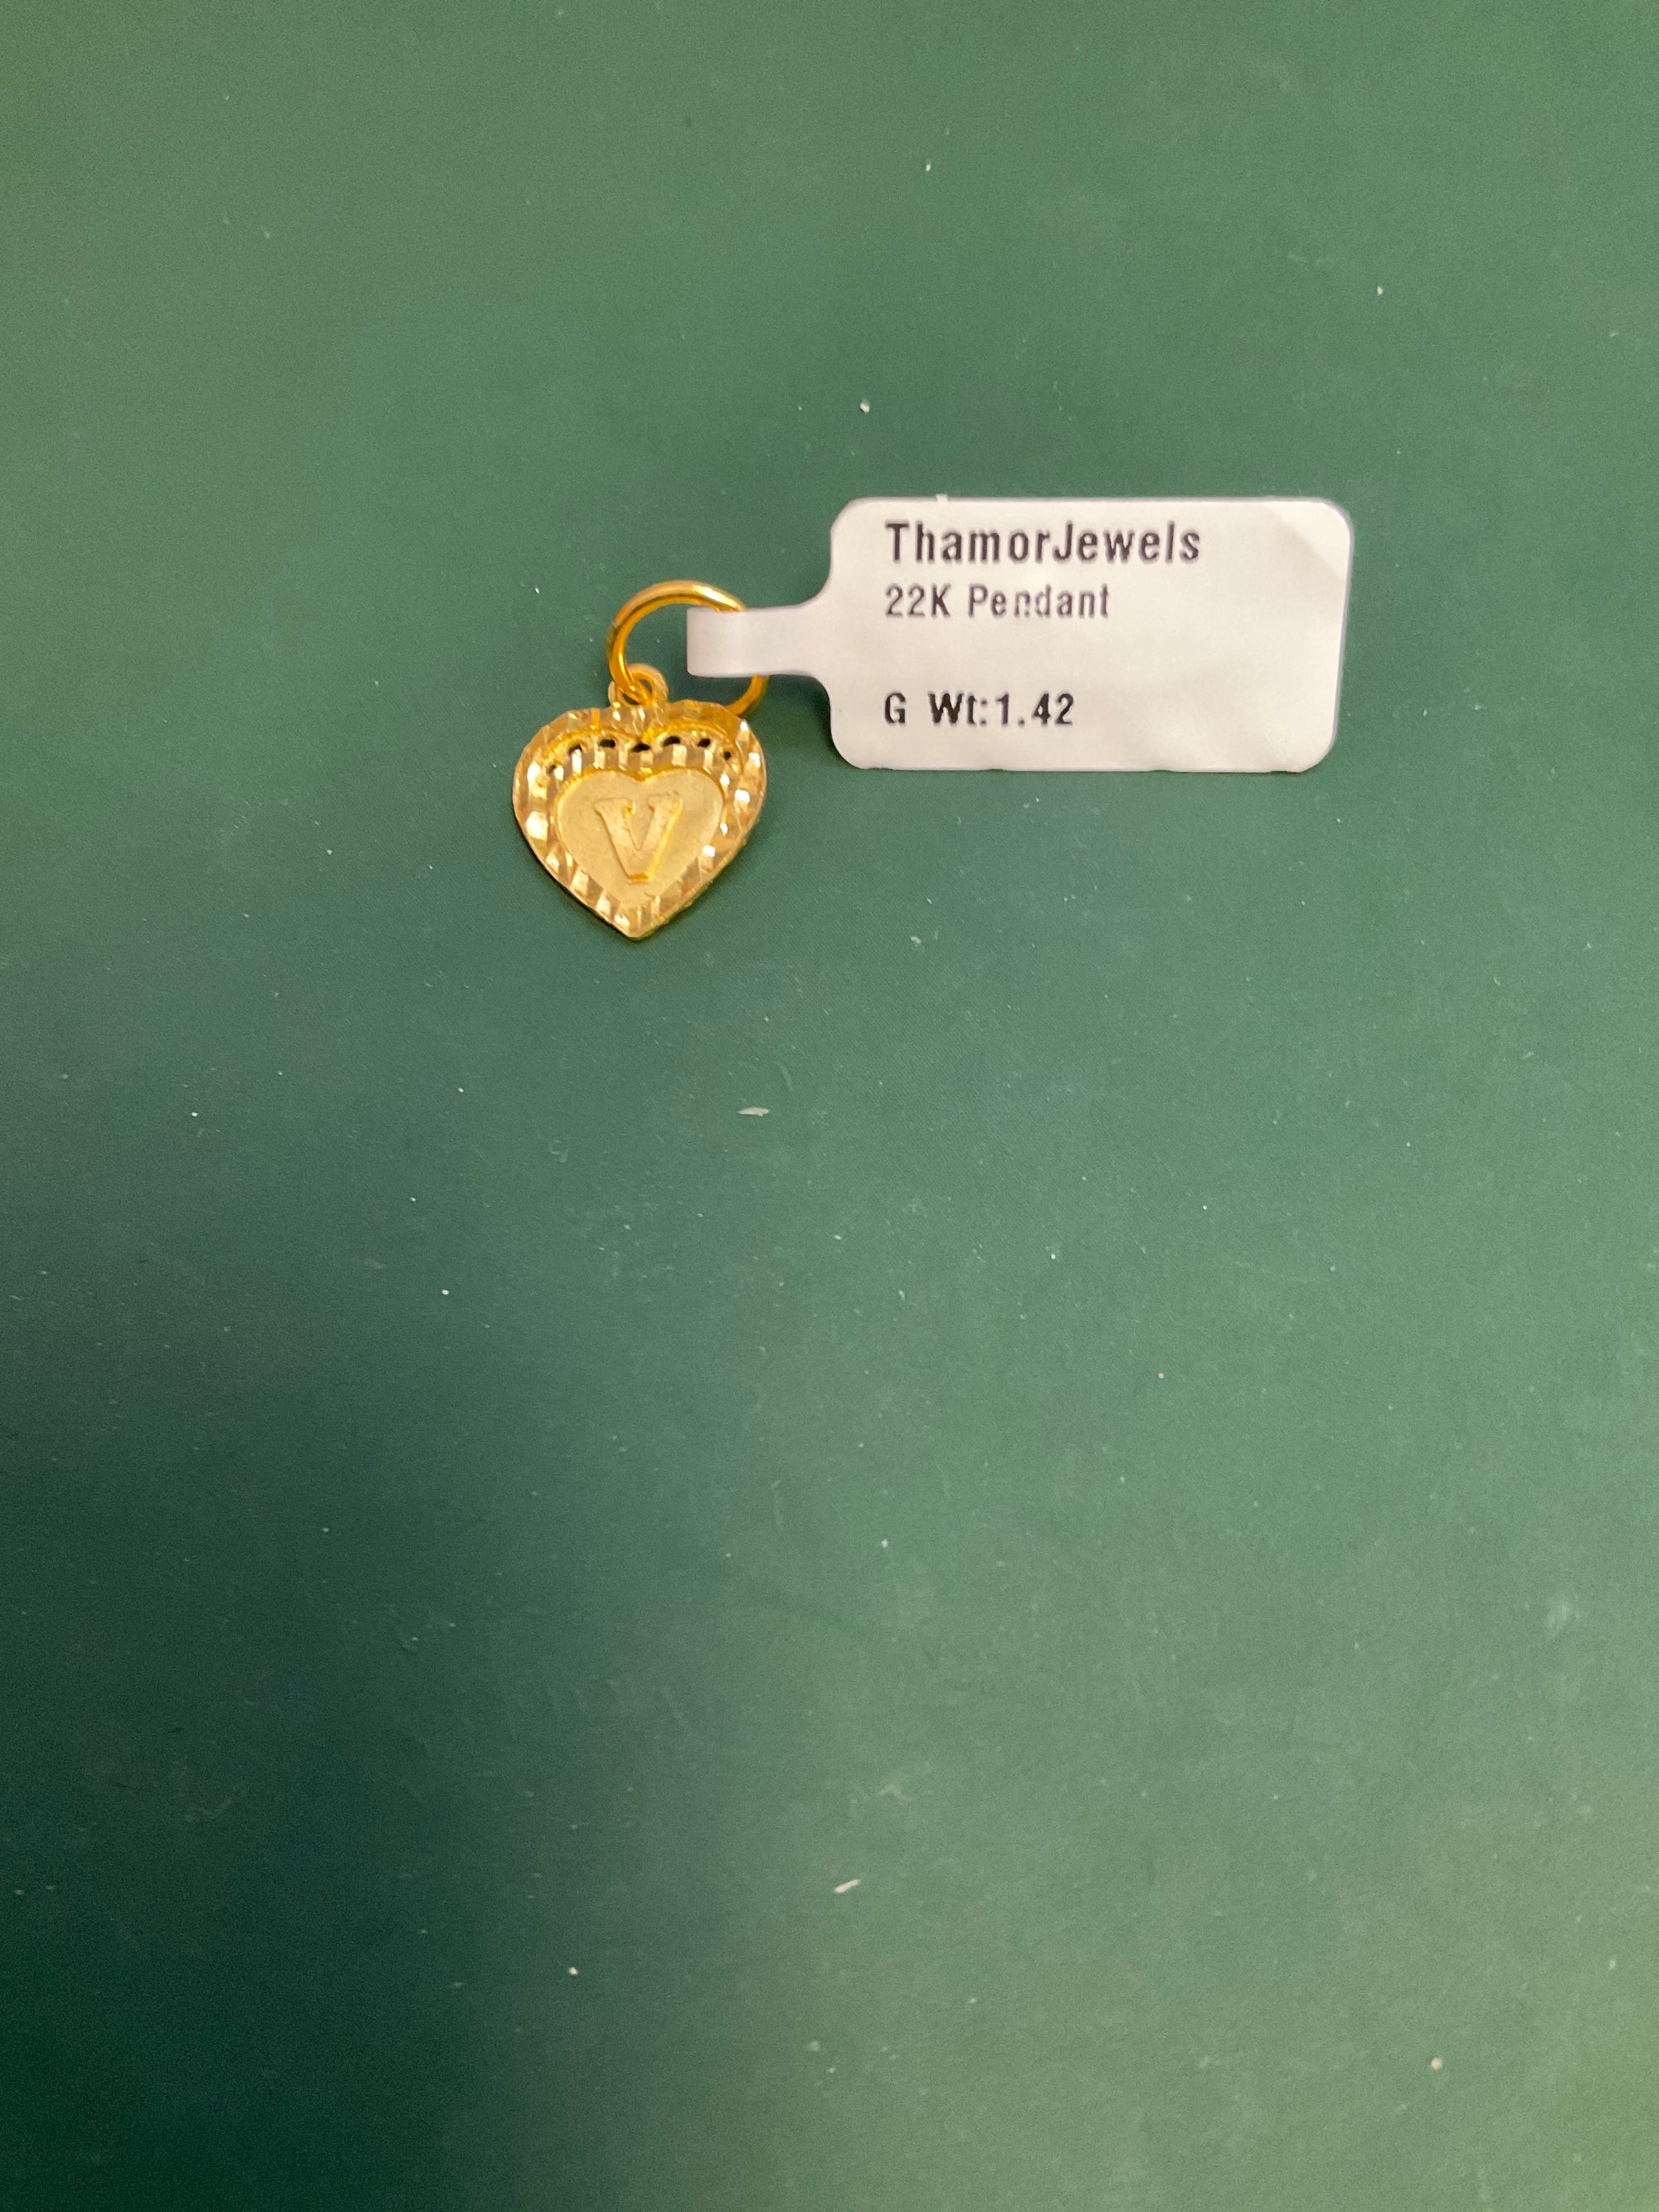 ThamorJewels
22K Pendant
G Wt:1.42
V